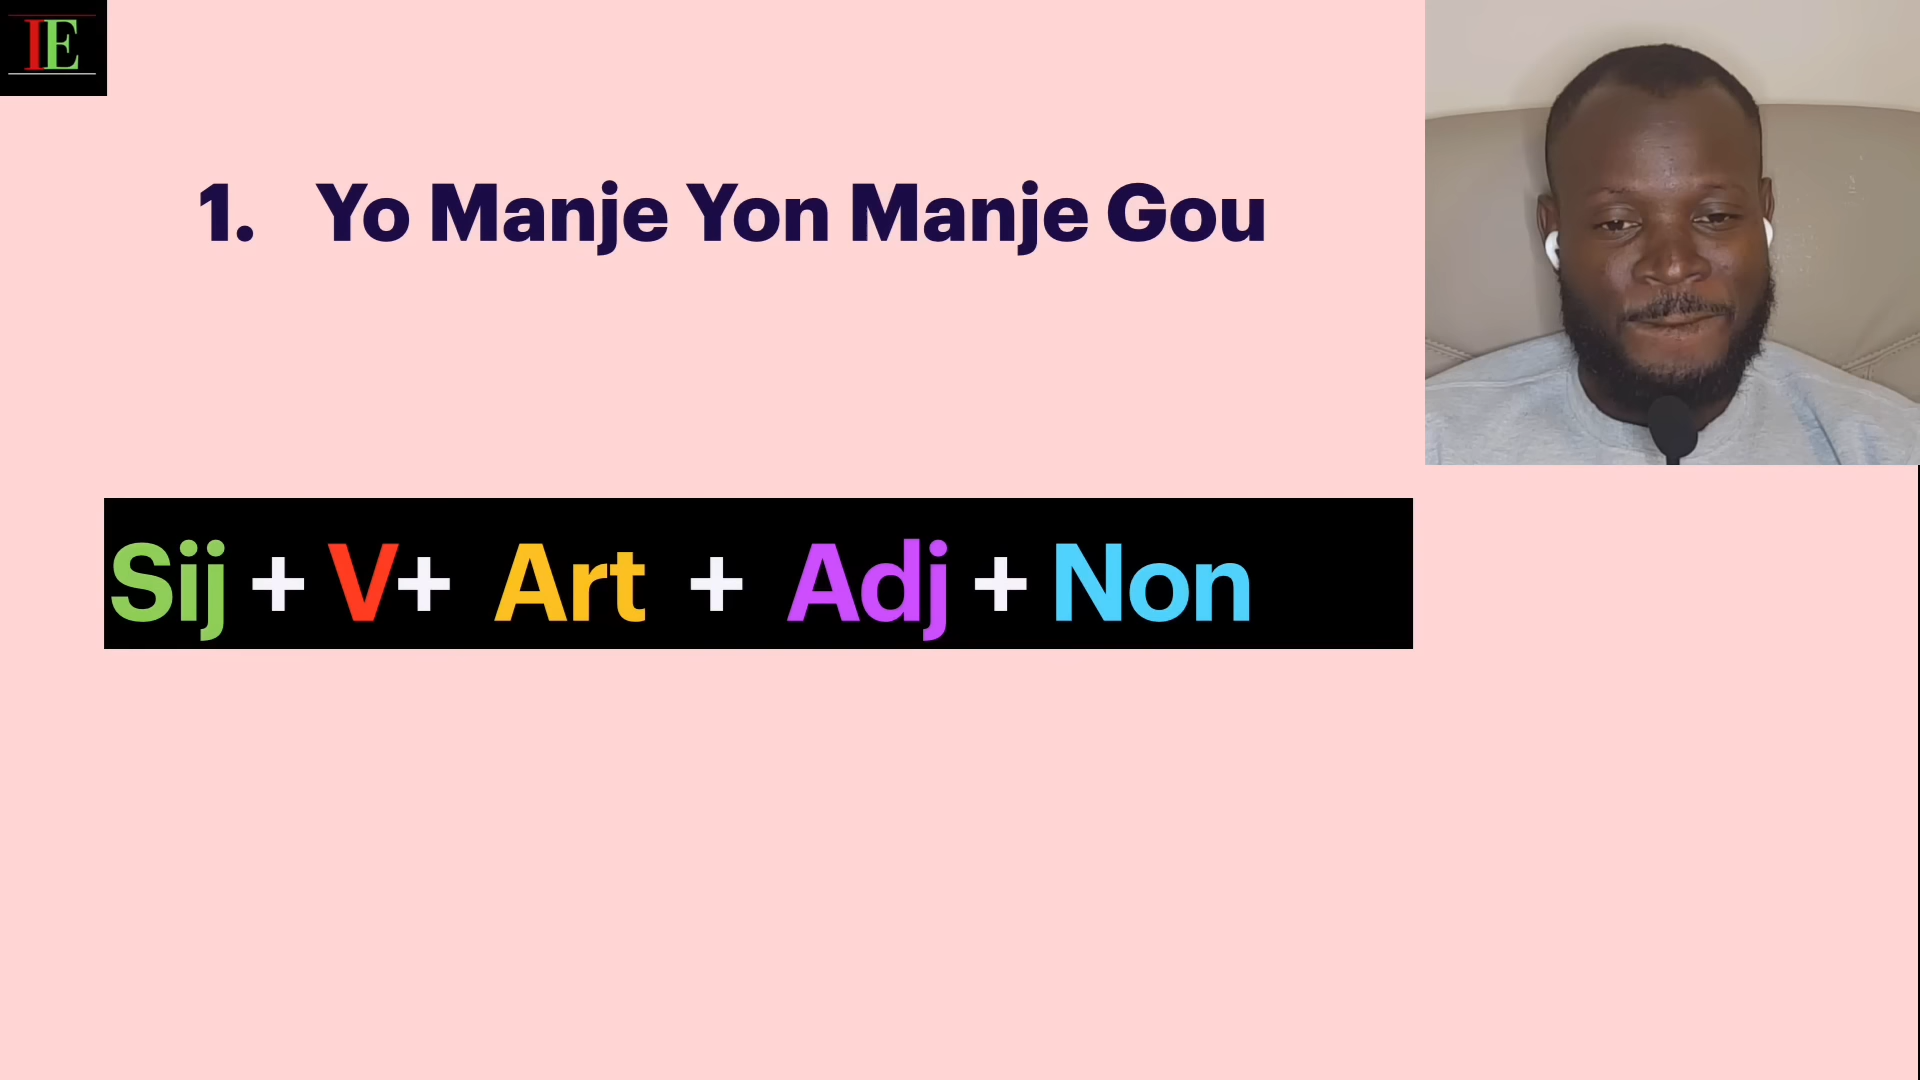 IE
1. Yo Manje Yon Manje Gou
Sij + V+ Art + Adj + Non